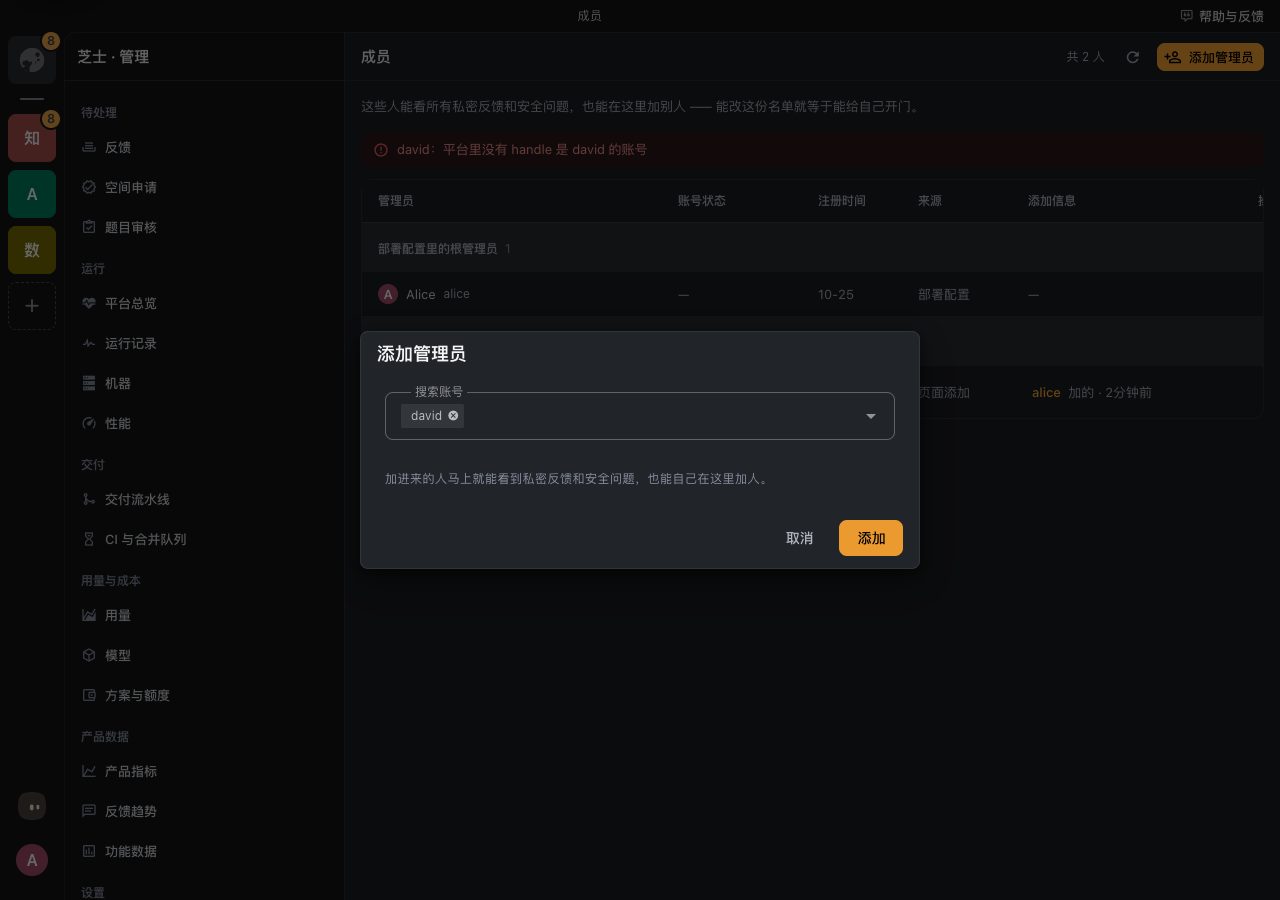 成员
帮助与反馈
8
芝士 · 管理
成员
共 2 人
添加管理员
待处理
这些人能看所有私密反馈和安全问题，也能在这里加别人 —— 能改这份名单就等于能给自己开门。
8
知
反馈
david：平台里没有 handle 是 david 的账号
A
空间申请
管理员
账号状态
注册时间
来源
添加信息
题目审核
数
部署配置里的根管理员 1
运行
A
Alice alice
—
10-25
部署配置
—
平台总览
运行记录
添加管理员
机器
搜索账号
页面添加
alice 加的 · 2分钟前
david
性能
交付
加进来的人马上就能看到私密反馈和安全问题，也能自己在这里加人。
交付流水线
CI 与合并队列
取消
添加
用量与成本
用量
模型
方案与额度
产品数据
产品指标
反馈趋势
功能数据
A
设置